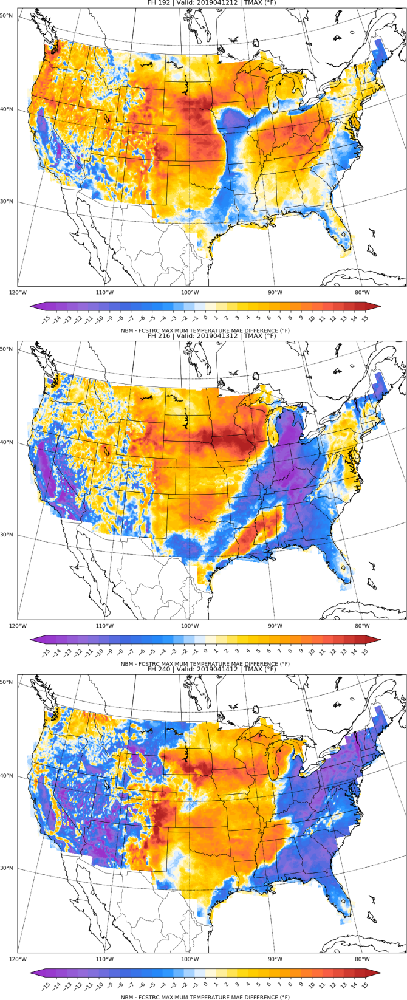 FH 192 | Valid: 2019041212 | TMAX (°F)
50°N
40°N
30°N
120°W 110°W 100°W 90°W 80°W
−15 −14 −13 −12 −11 −10 −9 −8 −7 −6 −5 −4 −3 −2 −1 0 1 2 3 4 5 6 7 8 9 10 11 12 13 14 15
NBM - FCSTRC MAXIMUM TEMPERATURE MAE DIFFERENCE (°F)
FH 216 | Valid: 2019041312 | TMAX (°F)
50°N
40°N
30°N
120°W 110°W 100°W 90°W 80°W
−15 −14 −13 −12 −11 −10 −9 −8 −7 −6 −5 −4 −3 −2 −1 0 1 2 3 4 5 6 7 8 9 10 11 12 13 14 15
NBM - FCSTRC MAXIMUM TEMPERATURE MAE DIFFERENCE (°F)
FH 240 | Valid: 2019041412 | TMAX (°F)
50°N
40°N
30°N
120°W 110°W 100°W 90°W 80°W
−15 −14 −13 −12 −11 −10 −9 −8 −7 −6 −5 −4 −3 −2 −1 0 1 2 3 4 5 6 7 8 9 10 11 12 13 14 15
NBM - FCSTRC MAXIMUM TEMPERATURE MAE DIFFERENCE (°F)